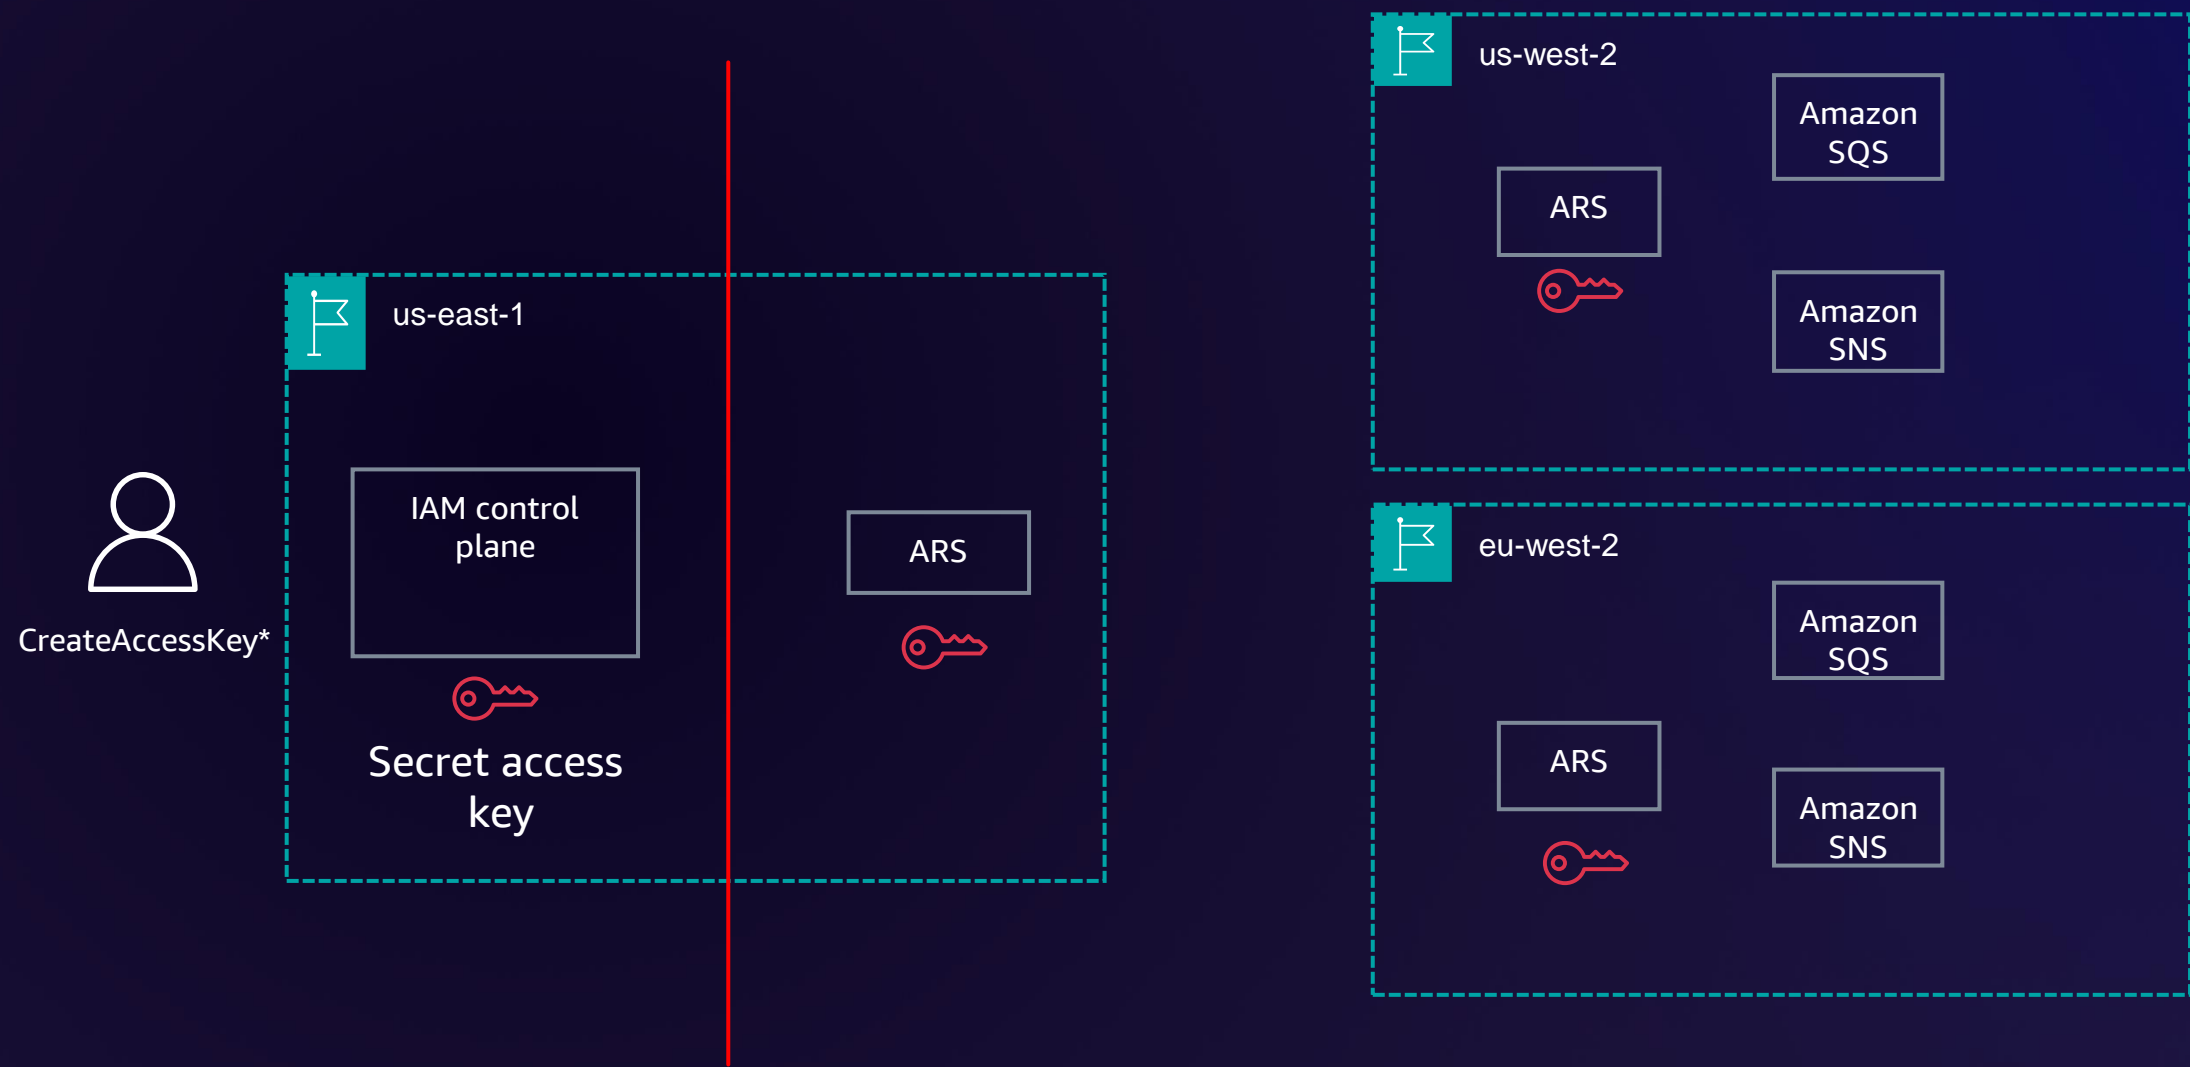 us-west-2
Amazon
SQS
ARS
Amazon
SNS
us-east-1
IAM control
plane
ARS
CreateAccessKey*
Secret access
key
eu-west-2
Amazon
SQS
ARS
Amazon
SNS